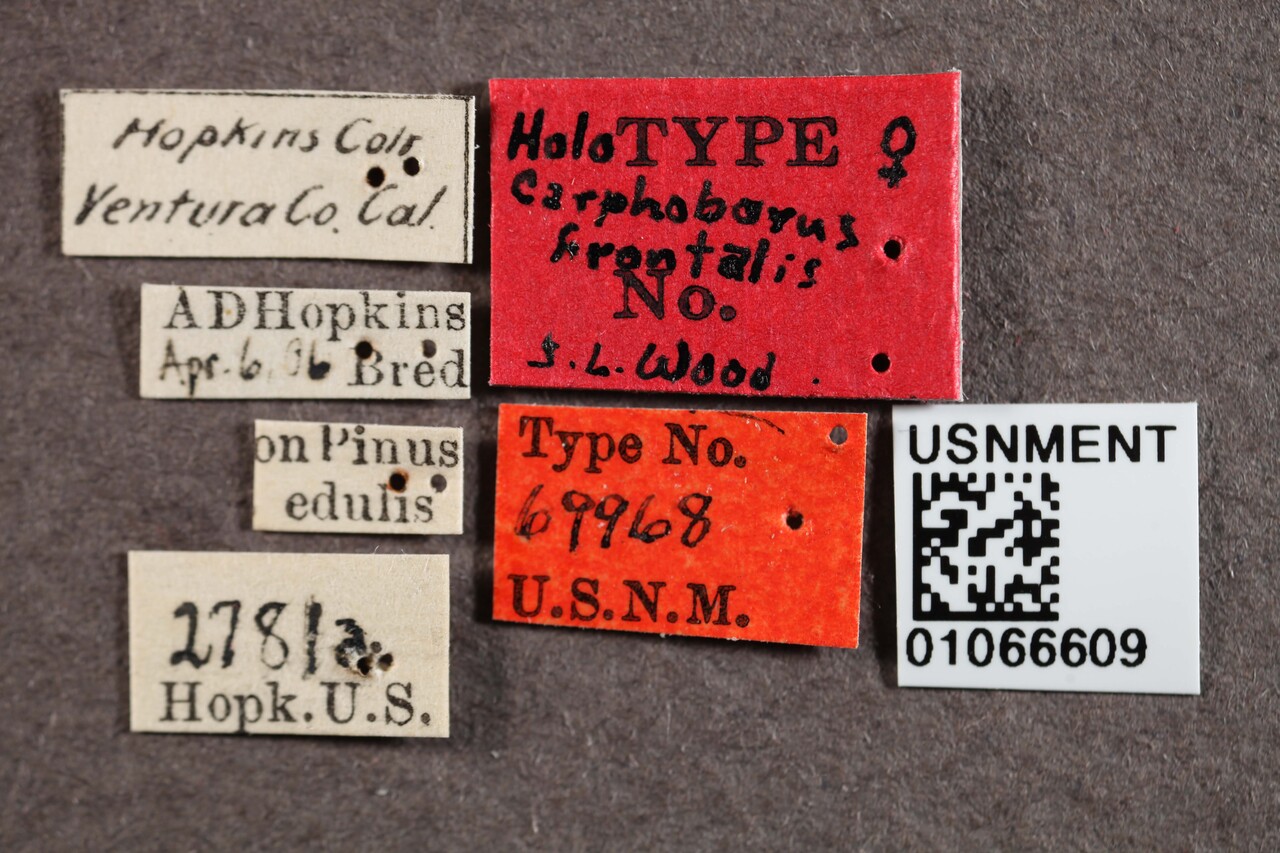 Hopkins Colr
Ventura Co. Cal.
ADHopkins
Apr. 6. 06 Bred
on Pinus
edulis
2781a
Hopk. U.S.
HoloTYPE ♀
Carphoborus
frontalis
No.
S. L. Wood.
Type No.
69968
U.S.N.M.
USNMENT
01066609